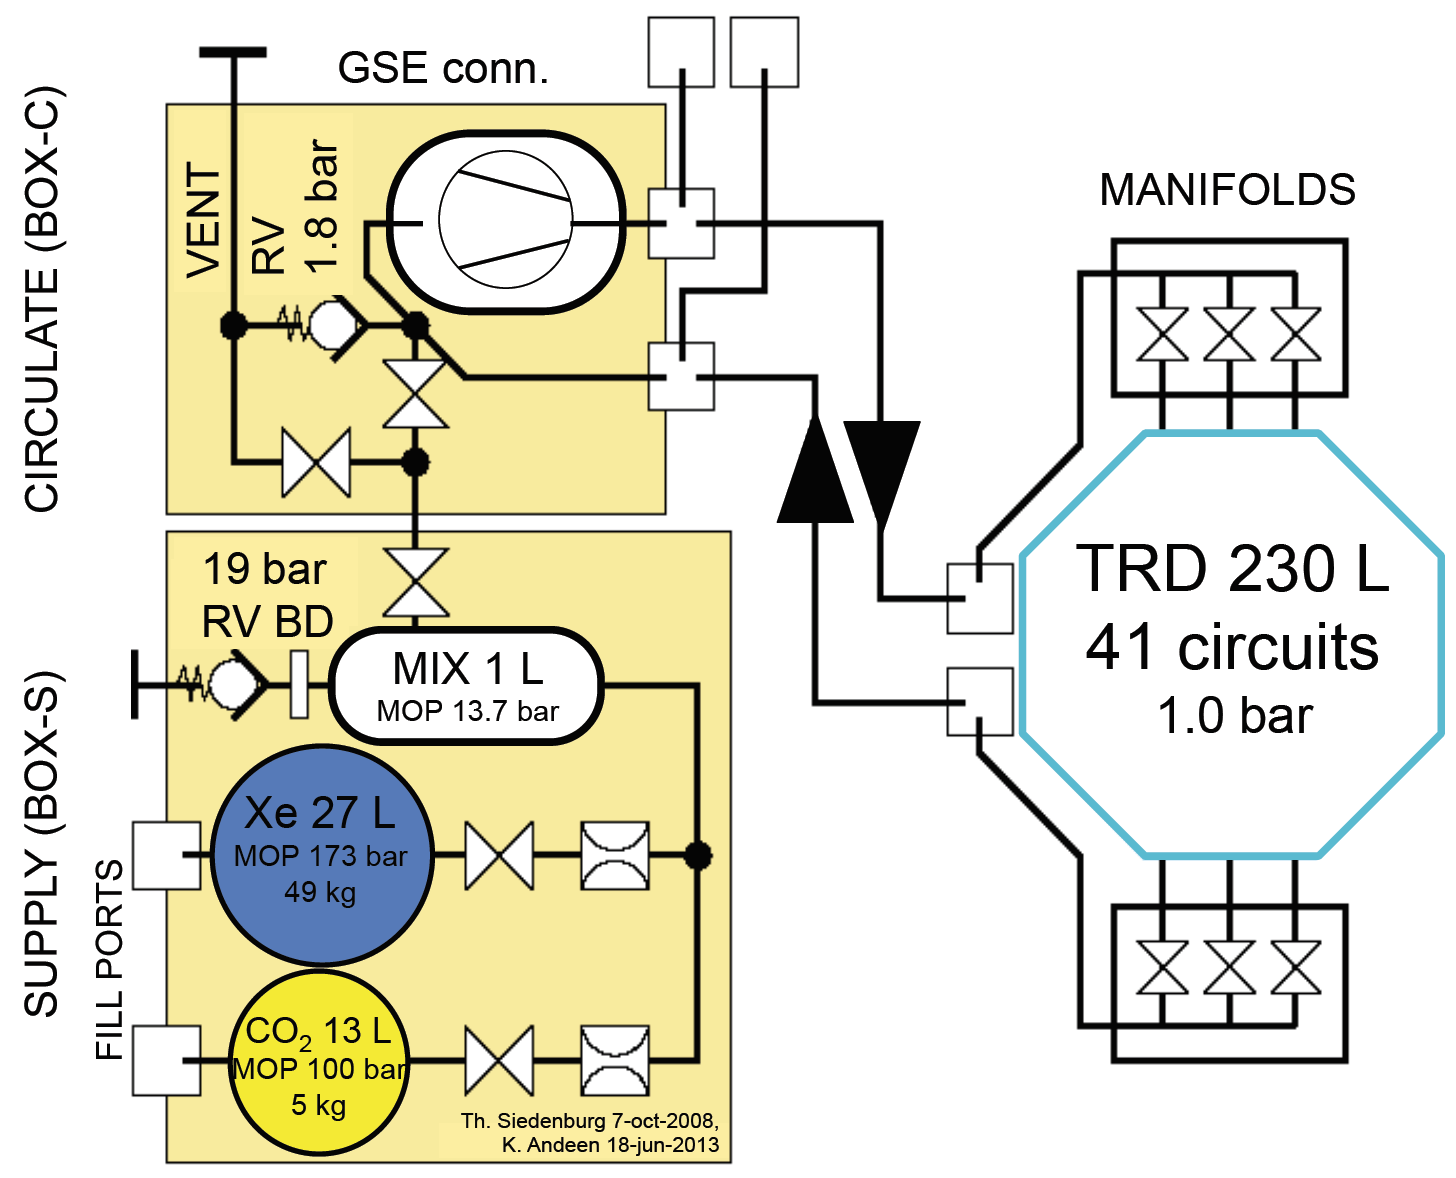 GSE conn.
CIRCULATE (BOX-C)
VENT
RV
1.8 bar
MANIFOLDS
TRD 230 L
41 circuits
1.0 bar
SUPPLY (BOX-S)
19 bar
RV BD
MIX 1 L
MOP 13.7 bar
Xe 27 L
MOP 173 bar
49 kg
FILL PORTS
CO₂ 13 L
MOP 100 bar
5 kg
Th. Siedenburg 7-oct-2008,
K. Andeen 18-jun-2013